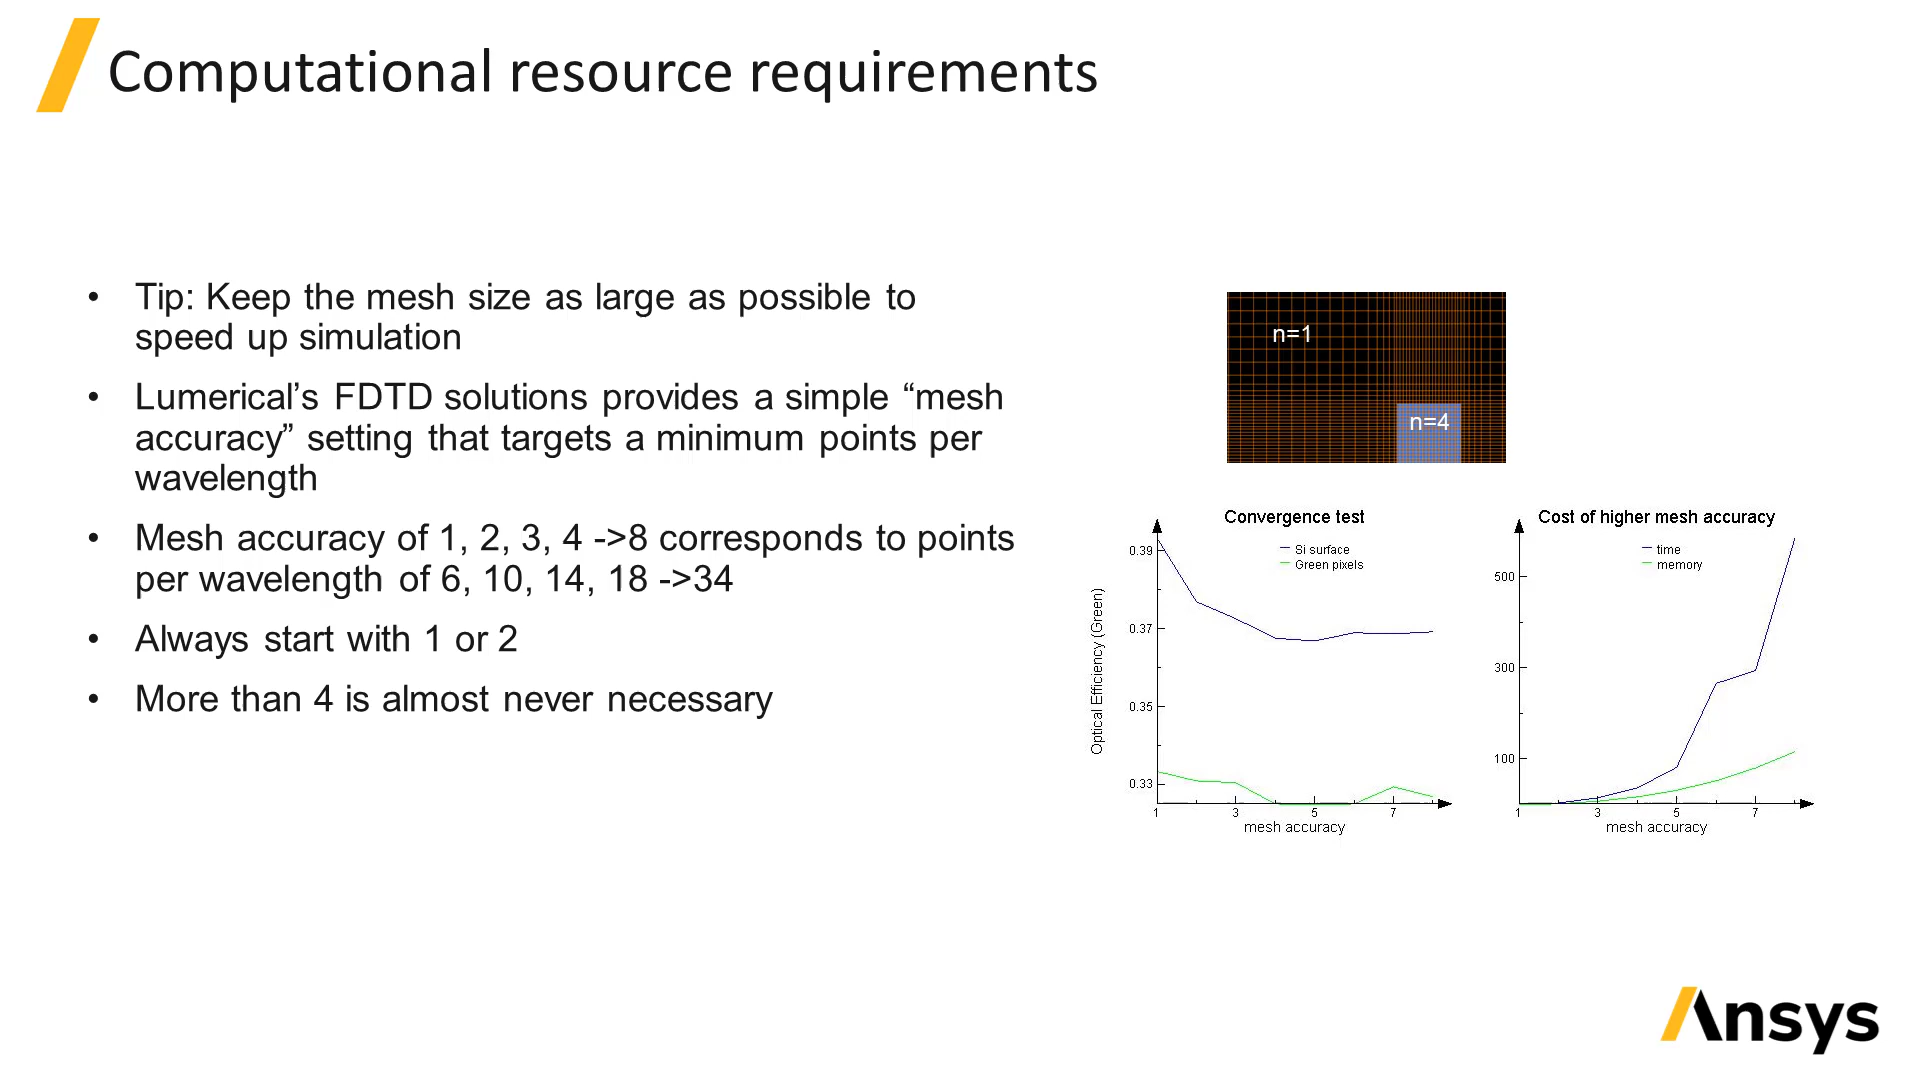 Computational resource requirements
• Tip: Keep the mesh size as large as possible to
speed up simulation
• Lumerical’s FDTD solutions provides a simple “mesh
accuracy” setting that targets a minimum points per
wavelength
• Mesh accuracy of 1, 2, 3, 4 ->8 corresponds to points
per wavelength of 6, 10, 14, 18 ->34
• Always start with 1 or 2
• More than 4 is almost never necessary
n=1
n=4
Convergence test
Si surface
Green pixels
Optical Efficiency (Green)
0.39
0.37
0.35
0.33
1 3 5 7
mesh accuracy
Cost of higher mesh accuracy
time
memory
500
300
100
1 3 5 7
mesh accuracy
Ansys